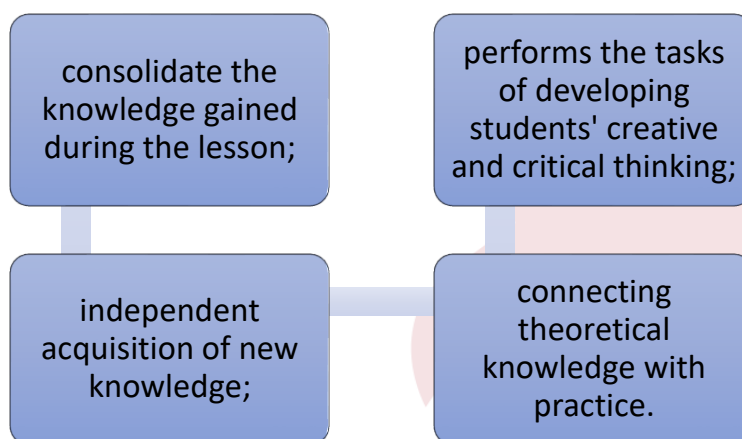 consolidate the
knowledge gained
during the lesson;
performs the tasks
of developing
students' creative
and critical thinking;
independent
acquisition of new
knowledge;
connecting
theoretical
knowledge with
practice.